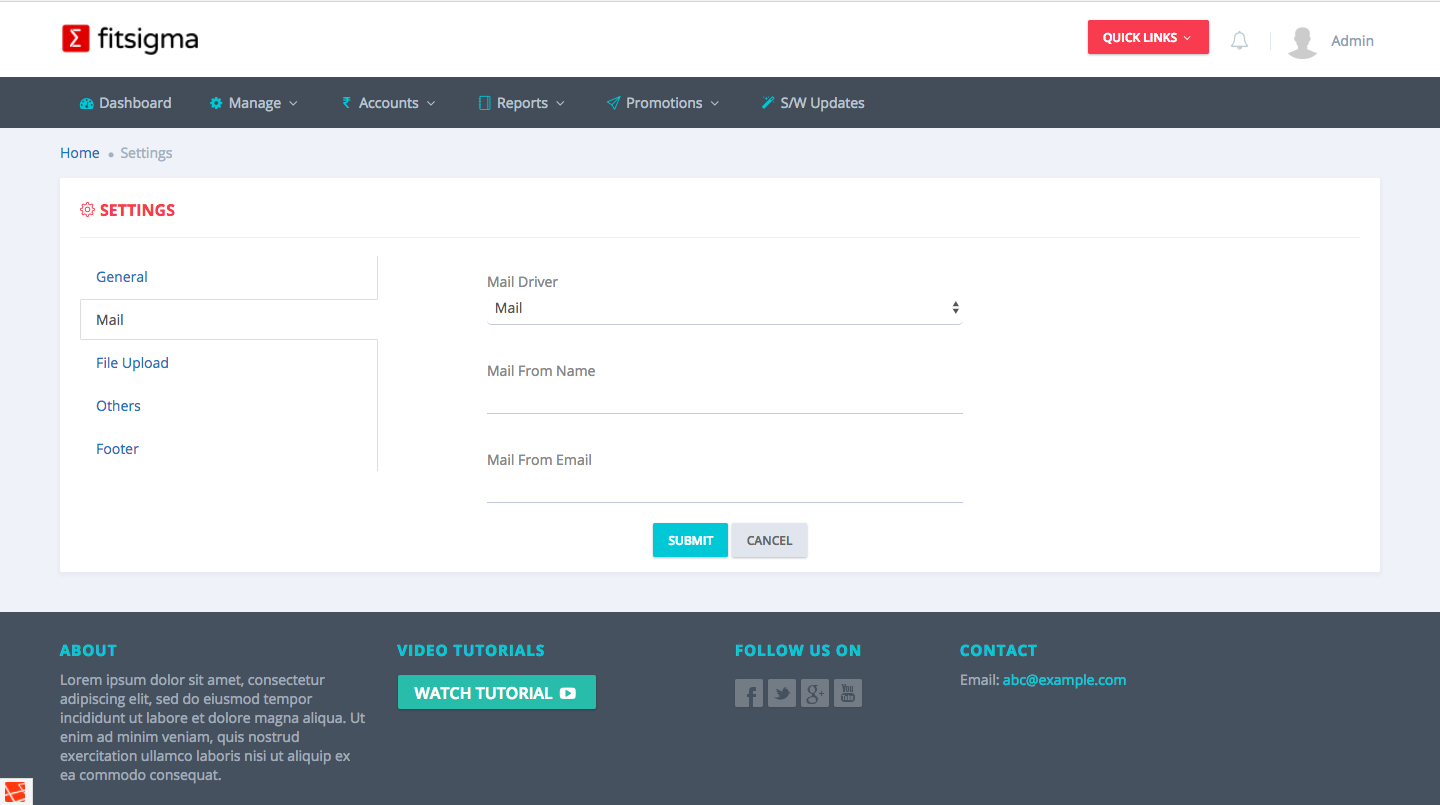 Σ fitsigma
QUICK LINKS
Admin
Dashboard
Manage
₹ Accounts
Reports
Promotions
S/W Updates
Home • Settings
SETTINGS
General
Mail
File Upload
Others
Footer
Mail Driver
Mail
Mail From Name
Mail From Email
SUBMIT
CANCEL
ABOUT
Lorem ipsum dolor sit amet, consectetur
adipiscing elit, sed do eiusmod tempor
incididunt ut labore et dolore magna aliqua. Ut
enim ad minim veniam, quis nostrud
exercitation ullamco laboris nisi ut aliquip ex
ea commodo consequat.
VIDEO TUTORIALS
WATCH TUTORIAL
FOLLOW US ON
f
g+
You
Tube
CONTACT
Email: abc@example.com